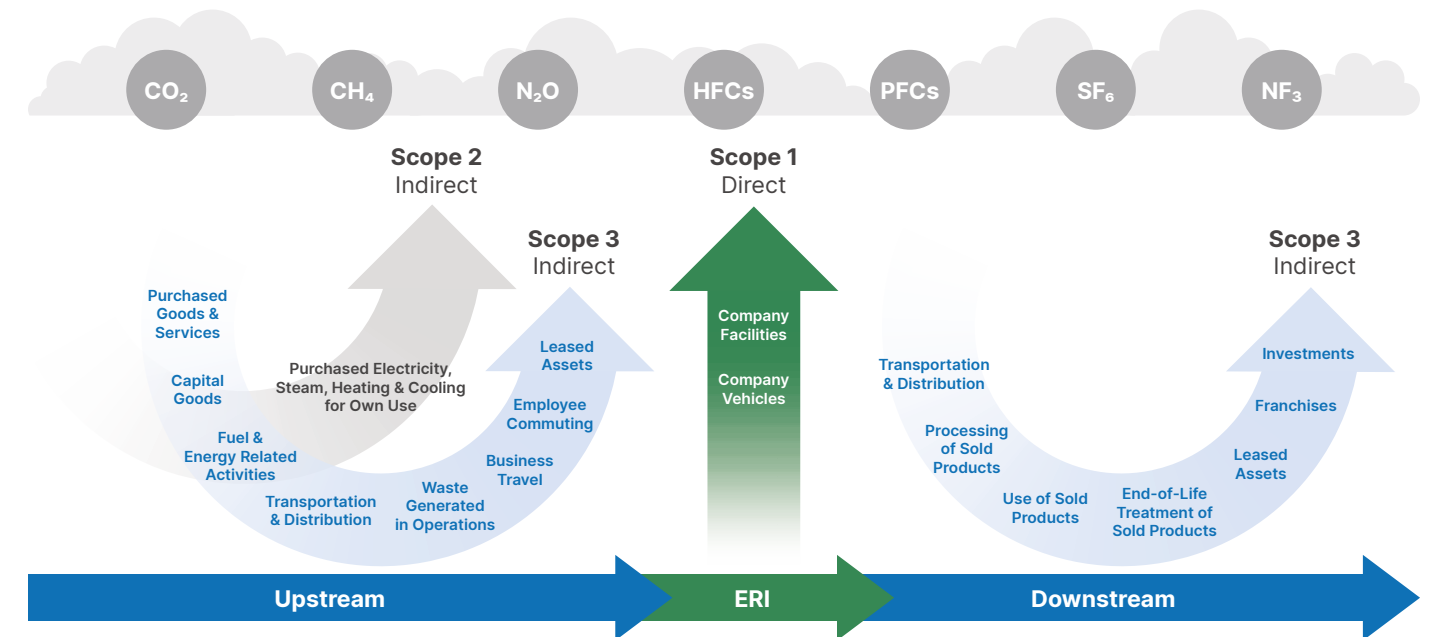 CO₂
CH₄
N₂O
HFCs
PFCs
SF₆
NF₃
Scope 2
Indirect
Scope 1
Direct
Scope 3
Indirect
Scope 3
Indirect
Purchased
Goods &
Services
Capital
Goods
Fuel &
Energy Related
Activities
Transportation
& Distribution
Waste
Generated
in Operations
Business
Travel
Employee
Commuting
Leased
Assets
Purchased Electricity,
Steam, Heating & Cooling
for Own Use
Company
Facilities
Company
Vehicles
Transportation
& Distribution
Processing
of Sold
Products
Use of Sold
Products
End-of-Life
Treatment of
Sold Products
Leased
Assets
Franchises
Investments
Upstream
ERI
Downstream